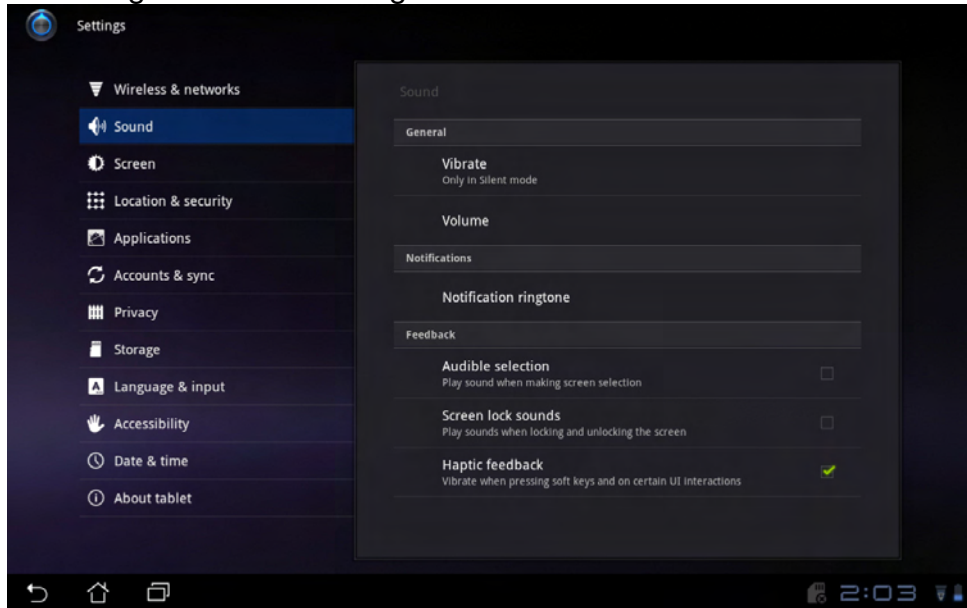 Settings
Wireless & networks
Sound
Screen
Location & security
Applications
Accounts & sync
Privacy
Storage
Language & input
Accessibility
Date & time
About tablet
Sound
General
Vibrate
Only in Silent mode
Volume
Notifications
Notification ringtone
Feedback
Audible selection
Play sound when making screen selection
Screen lock sounds
Play sounds when locking and unlocking the screen
Haptic feedback
Vibrate when pressing soft keys and on certain UI interactions
2:03